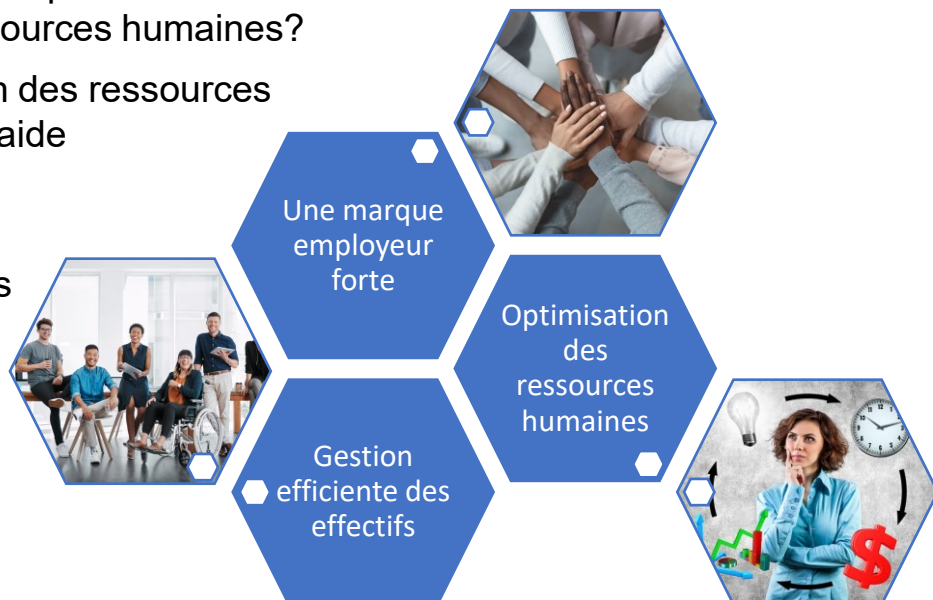 ources humaines?
n des ressources
aide
s
Une marque
employeur
forte
Optimisation
des
ressources
humaines
Gestion
efficiente des
effectifs
$